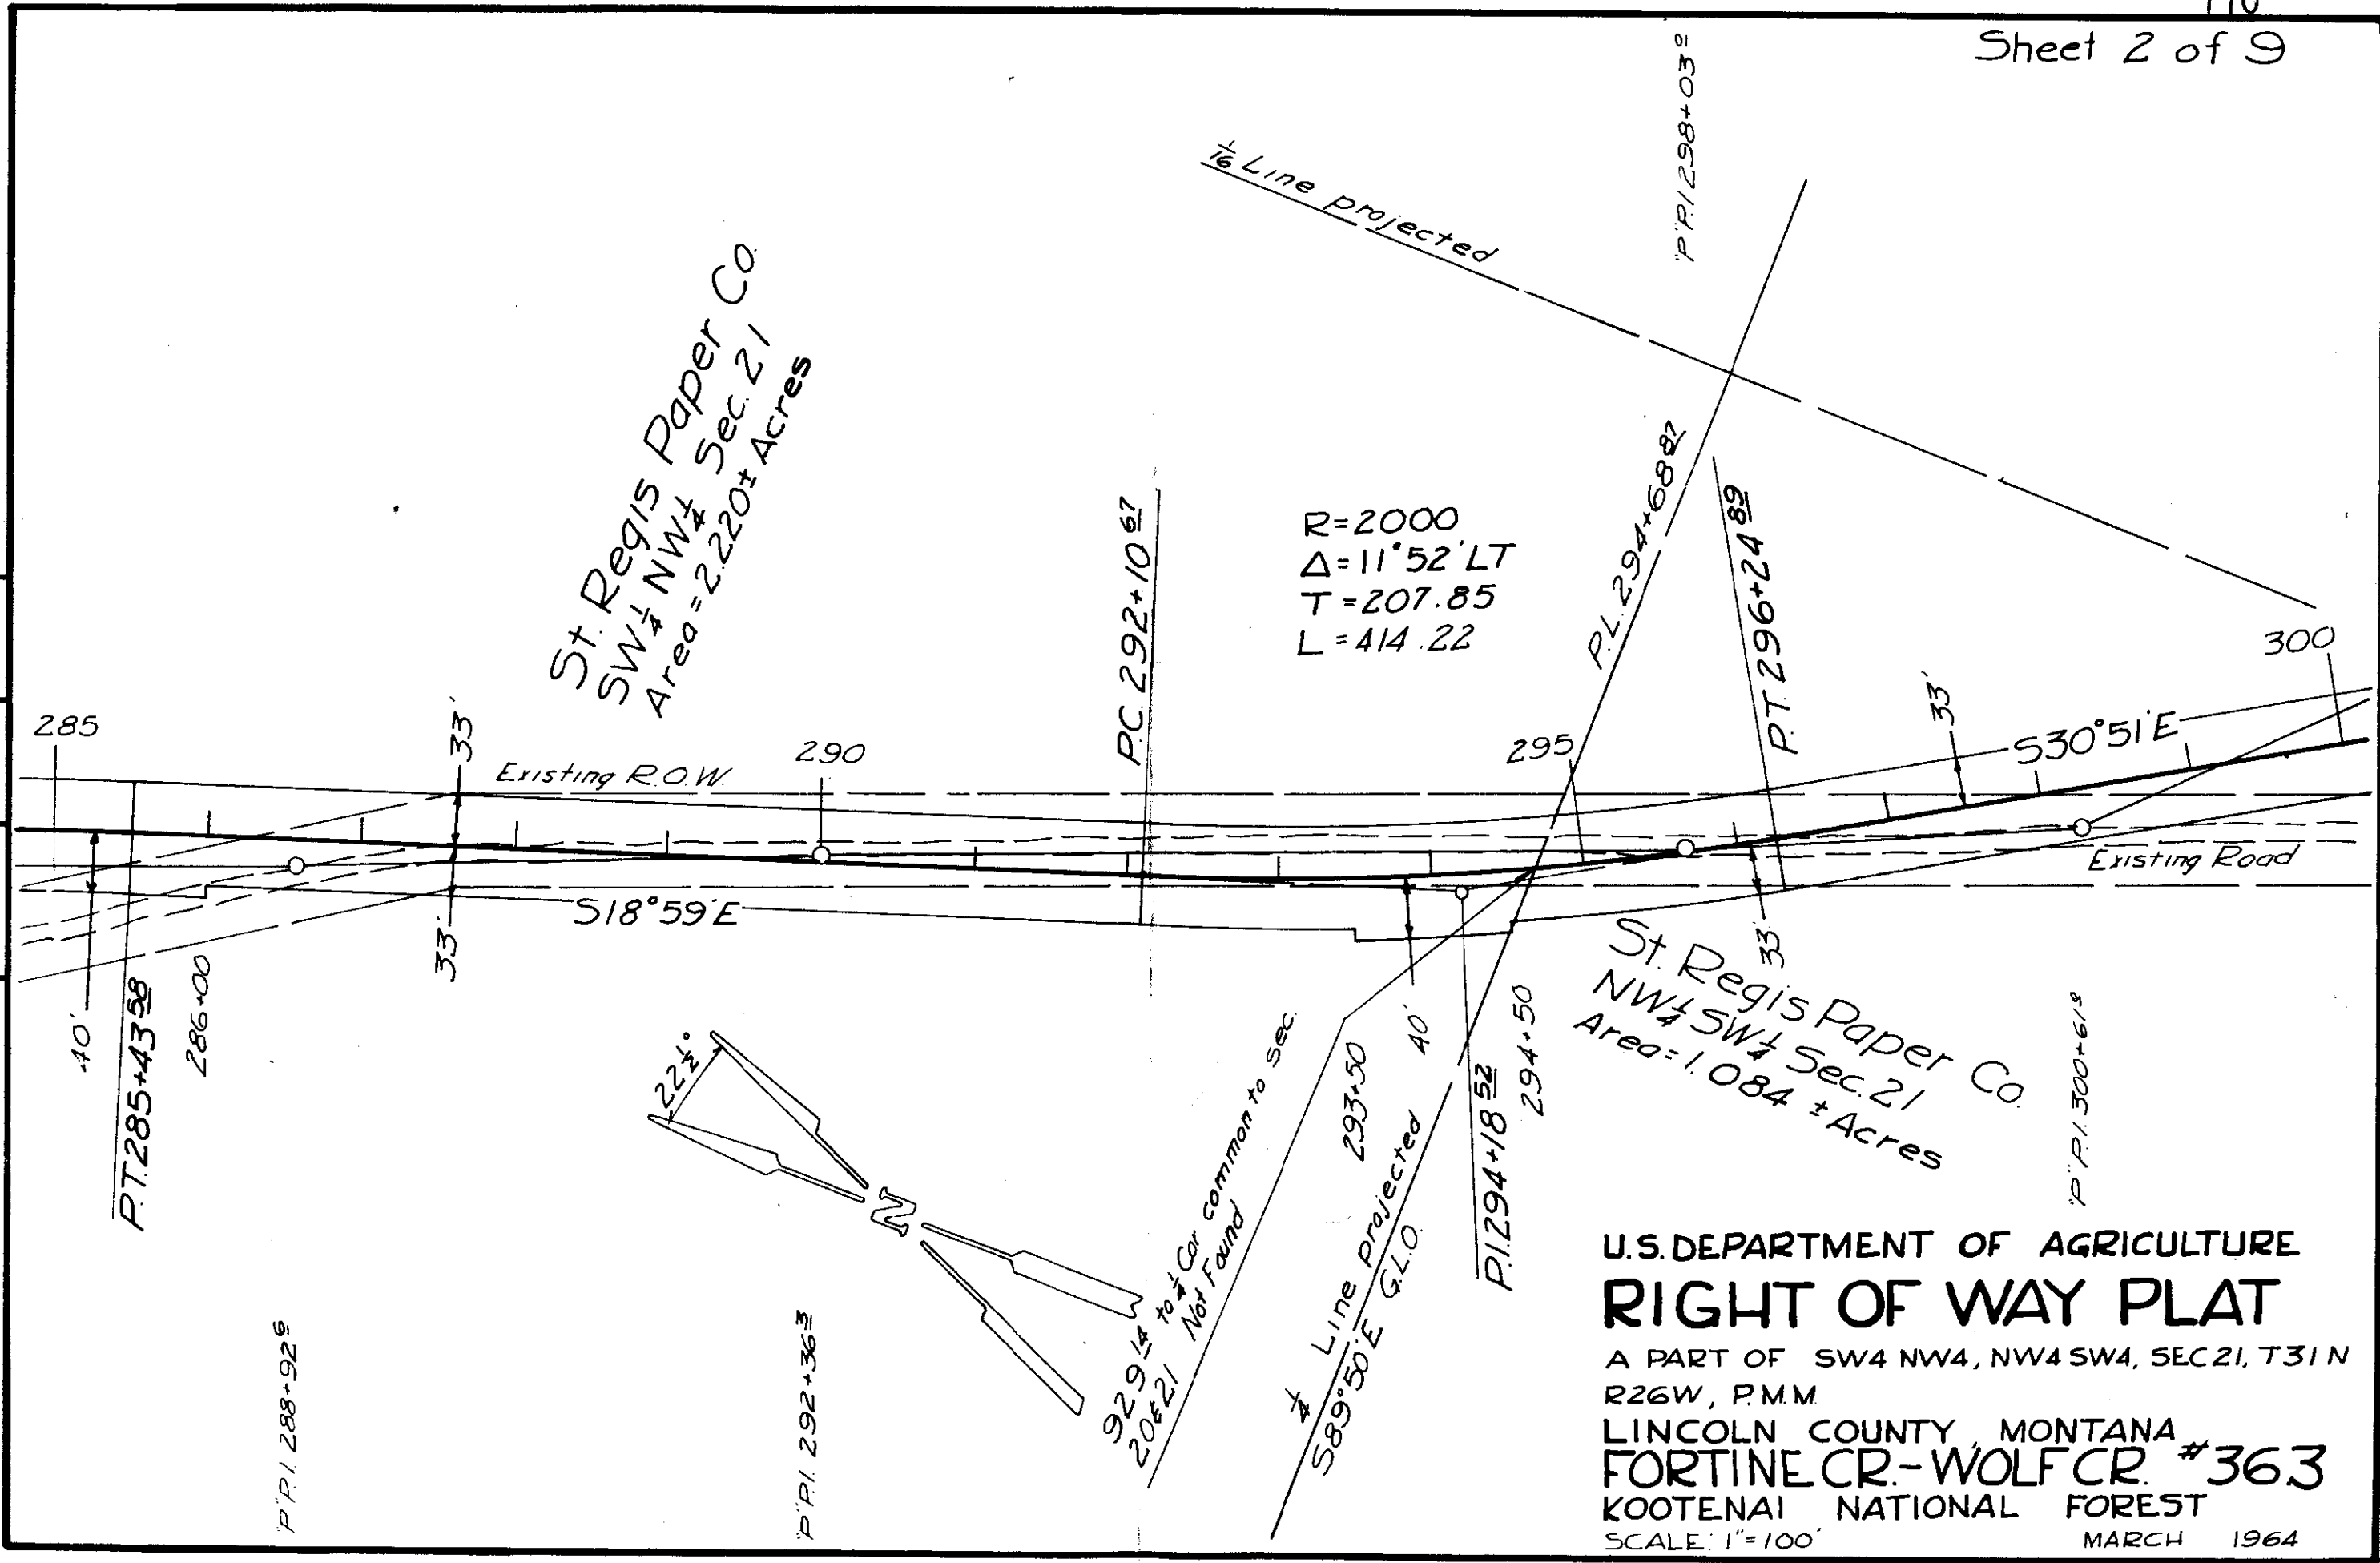 Sheet 2 of 9
"P"P.I. 298+03.2
1/16 Line projected
St. Regis Paper Co.
SW¼ NW¼ Sec. 21
Area = 2.220± Acres
P.C. 292+10 67
R=2000
Δ=11°52' LT
T=207.85
L=414.22
P.L. 294+68 87
P.T. 296+24 89
300
285
33'
Existing R.O.W.
290
295
33'
S30°51'E
Existing Road
S18°59'E
33'
33'
40'
P.T. 285+43 58
286+00
40'
293+50
P.I. 294+18 52
294+50
St. Regis Paper Co.
NW¼ SW¼ Sec. 21
Area = 1.084 ± Acres
"P"P.I. 300+61
22½°
N
929 14 to ¼ Cor common to sec.
20&21 Not Found
¼ Line projected
S89°50'E G.L.O.
"P"P.I. 288+92 6
"P"P.I. 292+36 3
U.S. DEPARTMENT OF AGRICULTURE
RIGHT OF WAY PLAT
A PART OF SW4 NW4, NW4 SW4, SEC 21, T31N
R26W, P.M.M.
LINCOLN COUNTY, MONTANA
FORTINE CR.-WOLF CR. #363
KOOTENAI NATIONAL FOREST
SCALE: 1"=100'
MARCH 1964